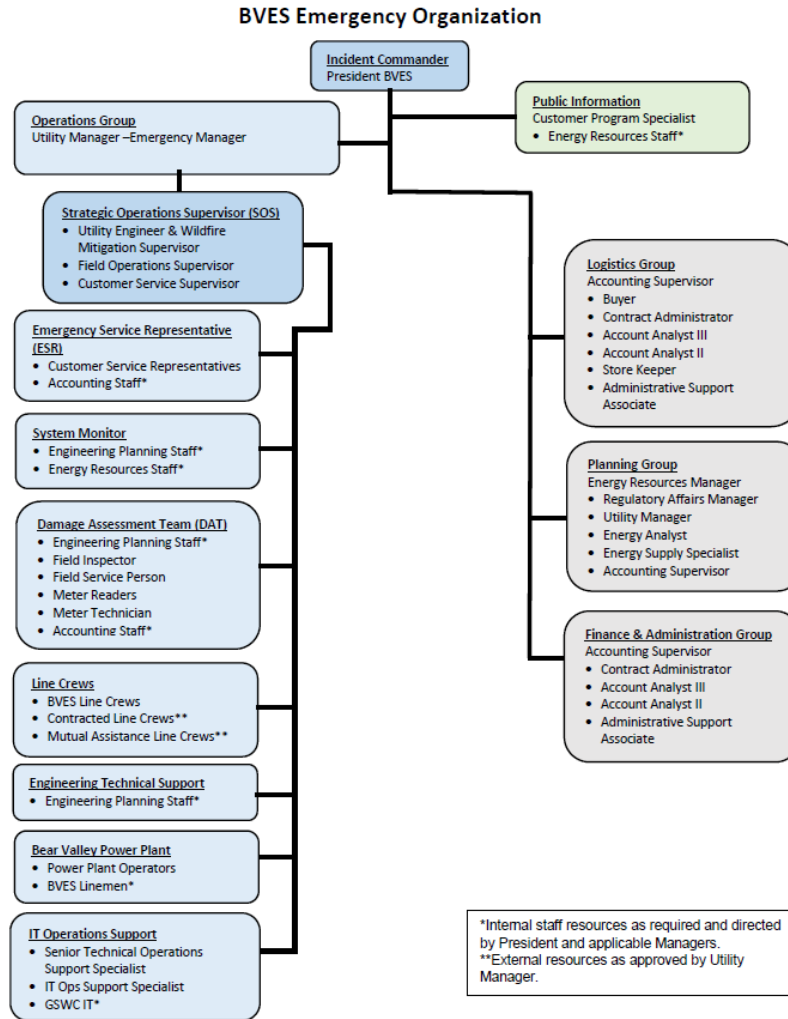 BVES Emergency Organization
Incident Commander
President BVES
Operations Group
Utility Manager –Emergency Manager
Public Information
Customer Program Specialist
• Energy Resources Staff*
Strategic Operations Supervisor (SOS)
• Utility Engineer & Wildfire
Mitigation Supervisor
• Field Operations Supervisor
• Customer Service Supervisor
Emergency Service Representative
(ESR)
• Customer Service Representatives
• Accounting Staff*
System Monitor
• Engineering Planning Staff*
• Energy Resources Staff*
Damage Assessment Team (DAT)
• Engineering Planning Staff*
• Field Inspector
• Field Service Person
• Meter Readers
• Meter Technician
• Accounting Staff*
Line Crews
• BVES Line Crews
• Contracted Line Crews**
• Mutual Assistance Line Crews**
Engineering Technical Support
• Engineering Planning Staff*
Bear Valley Power Plant
• Power Plant Operators
• BVES Linemen*
IT Operations Support
• Senior Technical Operations
Support Specialist
• IT Ops Support Specialist
• GSWC IT*
Logistics Group
Accounting Supervisor
• Buyer
• Contract Administrator
• Account Analyst III
• Account Analyst II
• Store Keeper
• Administrative Support
Associate
Planning Group
Energy Resources Manager
• Regulatory Affairs Manager
• Utility Manager
• Energy Analyst
• Energy Supply Specialist
• Accounting Supervisor
Finance & Administration Group
Accounting Supervisor
• Contract Administrator
• Account Analyst III
• Account Analyst II
• Administrative Support
Associate
*Internal staff resources as required and directed
by President and applicable Managers.
**External resources as approved by Utility
Manager.